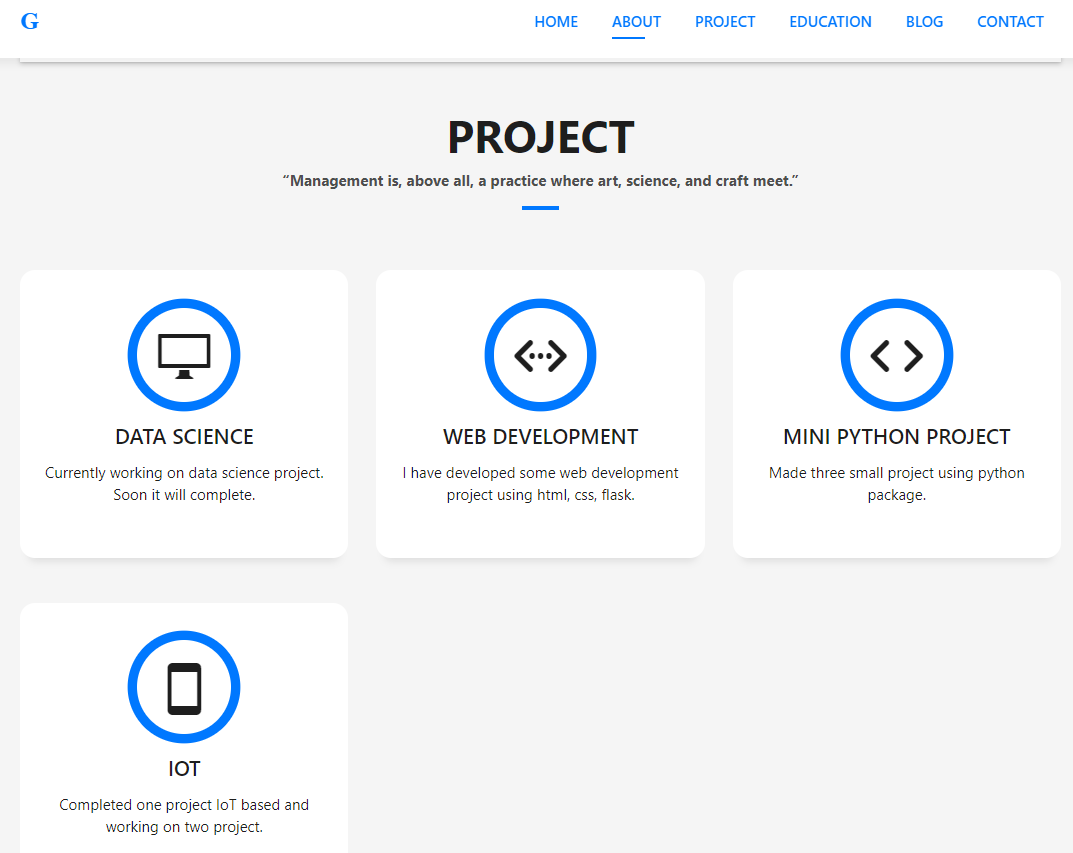 G
HOME ABOUT PROJECT EDUCATION BLOG CONTACT
PROJECT
“Management is, above all, a practice where art, science, and craft meet.”
DATA SCIENCE
Currently working on data science project.
Soon it will complete.
WEB DEVELOPMENT
I have developed some web development
project using html, css, flask.
MINI PYTHON PROJECT
Made three small project using python
package.
IOT
Completed one project IoT based and
working on two project.